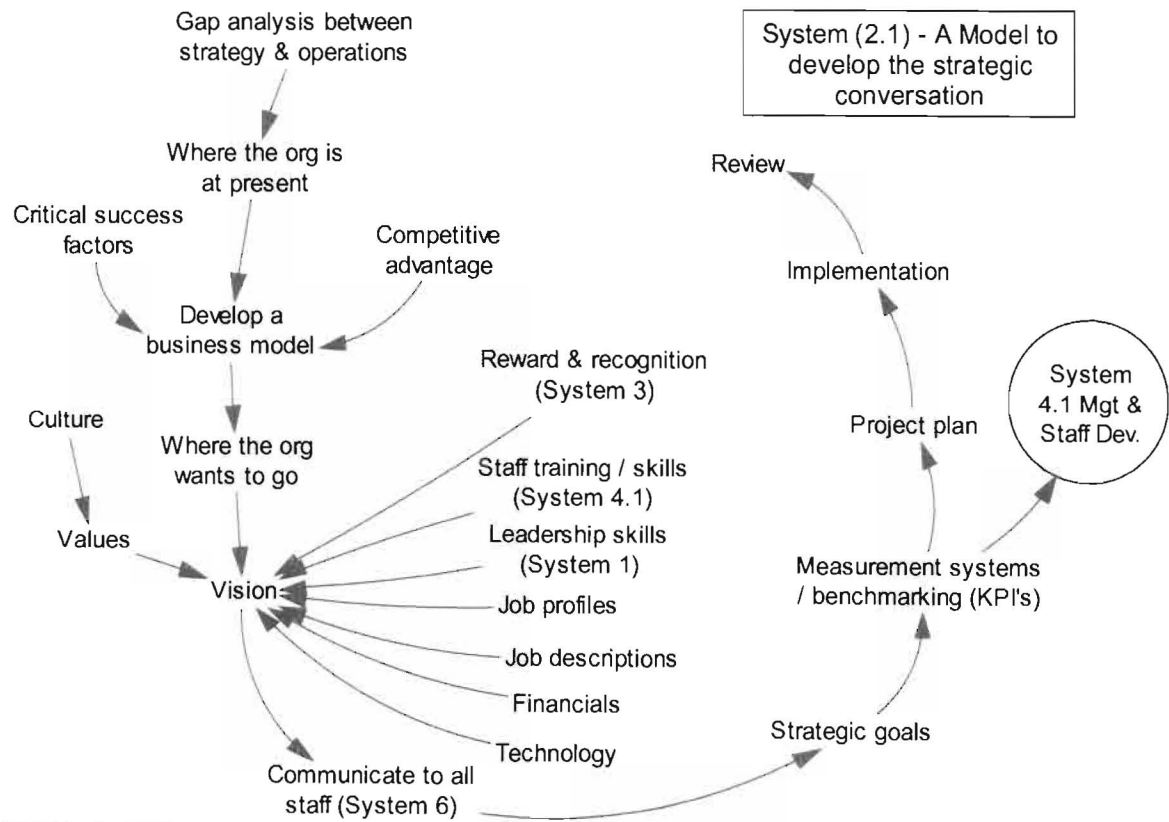 Gap analysis between
strategy & operations
System (2.1) - A Model to
develop the strategic
conversation
Where the org is
at present
Review
Critical success
factors
Competitive
advantage
Implementation
Develop a
business model
Reward & recognition
(System 3)
System
4.1 Mgt &
Staff Dev.
Culture
Where the org
wants to go
Project plan
Staff training / skills
(System 4.1)
Values
Leadership skills
(System 1)
Vision
Measurement systems
/ benchmarking (KPI's)
Job profiles
Job descriptions
Financials
Strategic goals
Technology
Communicate to all
staff (System 6)